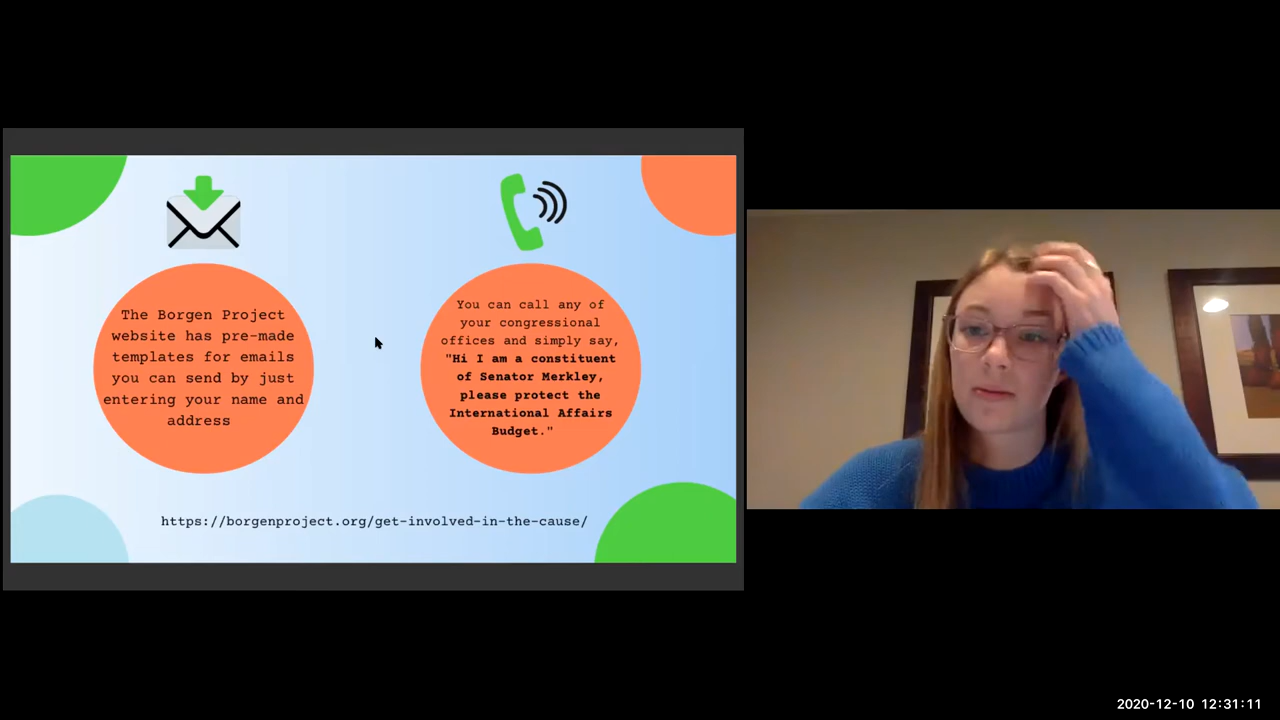 The Borgen Project
website has pre-made
templates for emails
you can send by just
entering your name and
address
You can call any of
your congressional
offices and simply say,
"Hi I am a constituent
of Senator Merkley,
please protect the
International Affairs
Budget."
https://borgenproject.org/get-involved-in-the-cause/
2020-12-10 12:31:11